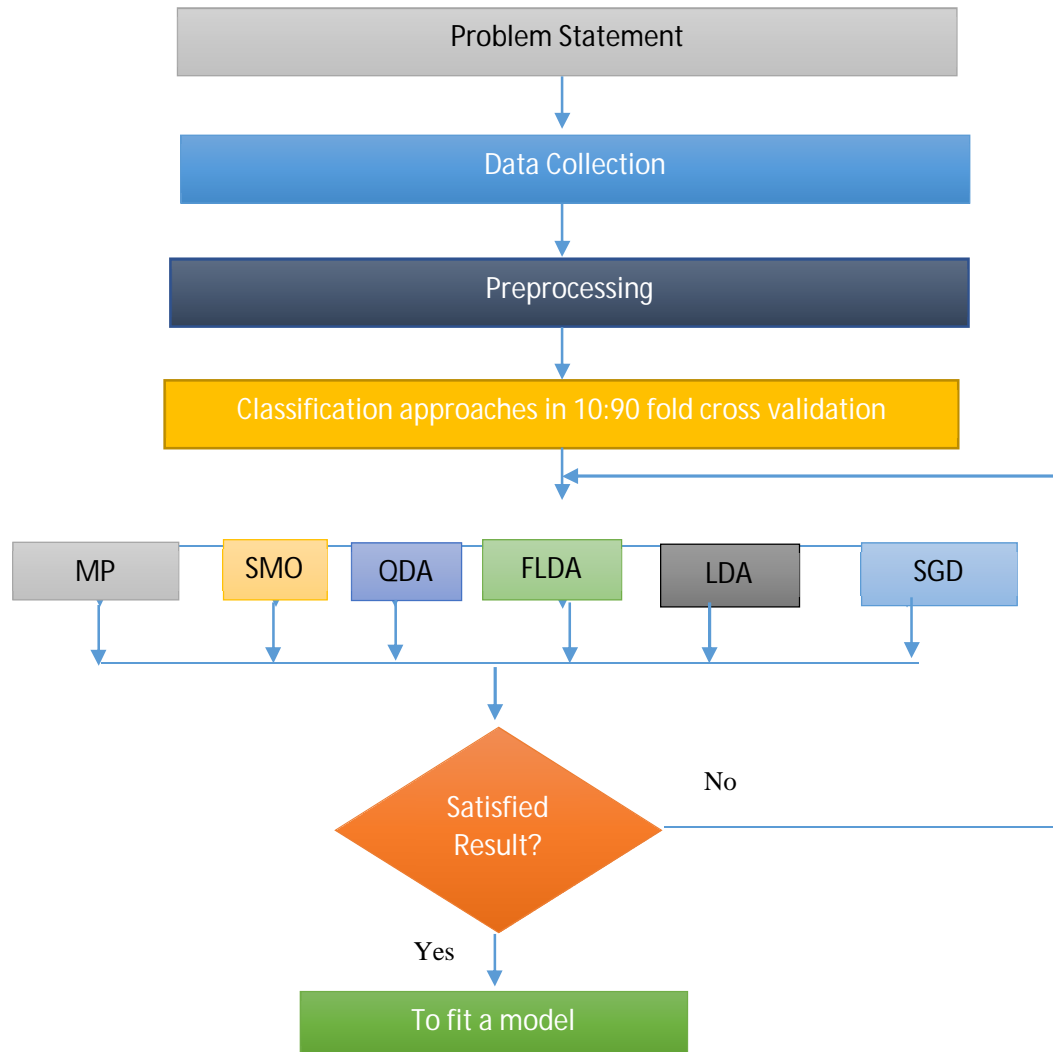 Problem Statement
Data Collection
Preprocessing
Classification approaches in 10:90 fold cross validation
MP
SMO
QDA
FLDA
LDA
SGD
No
Satisfied
Result?
Yes
To fit a model